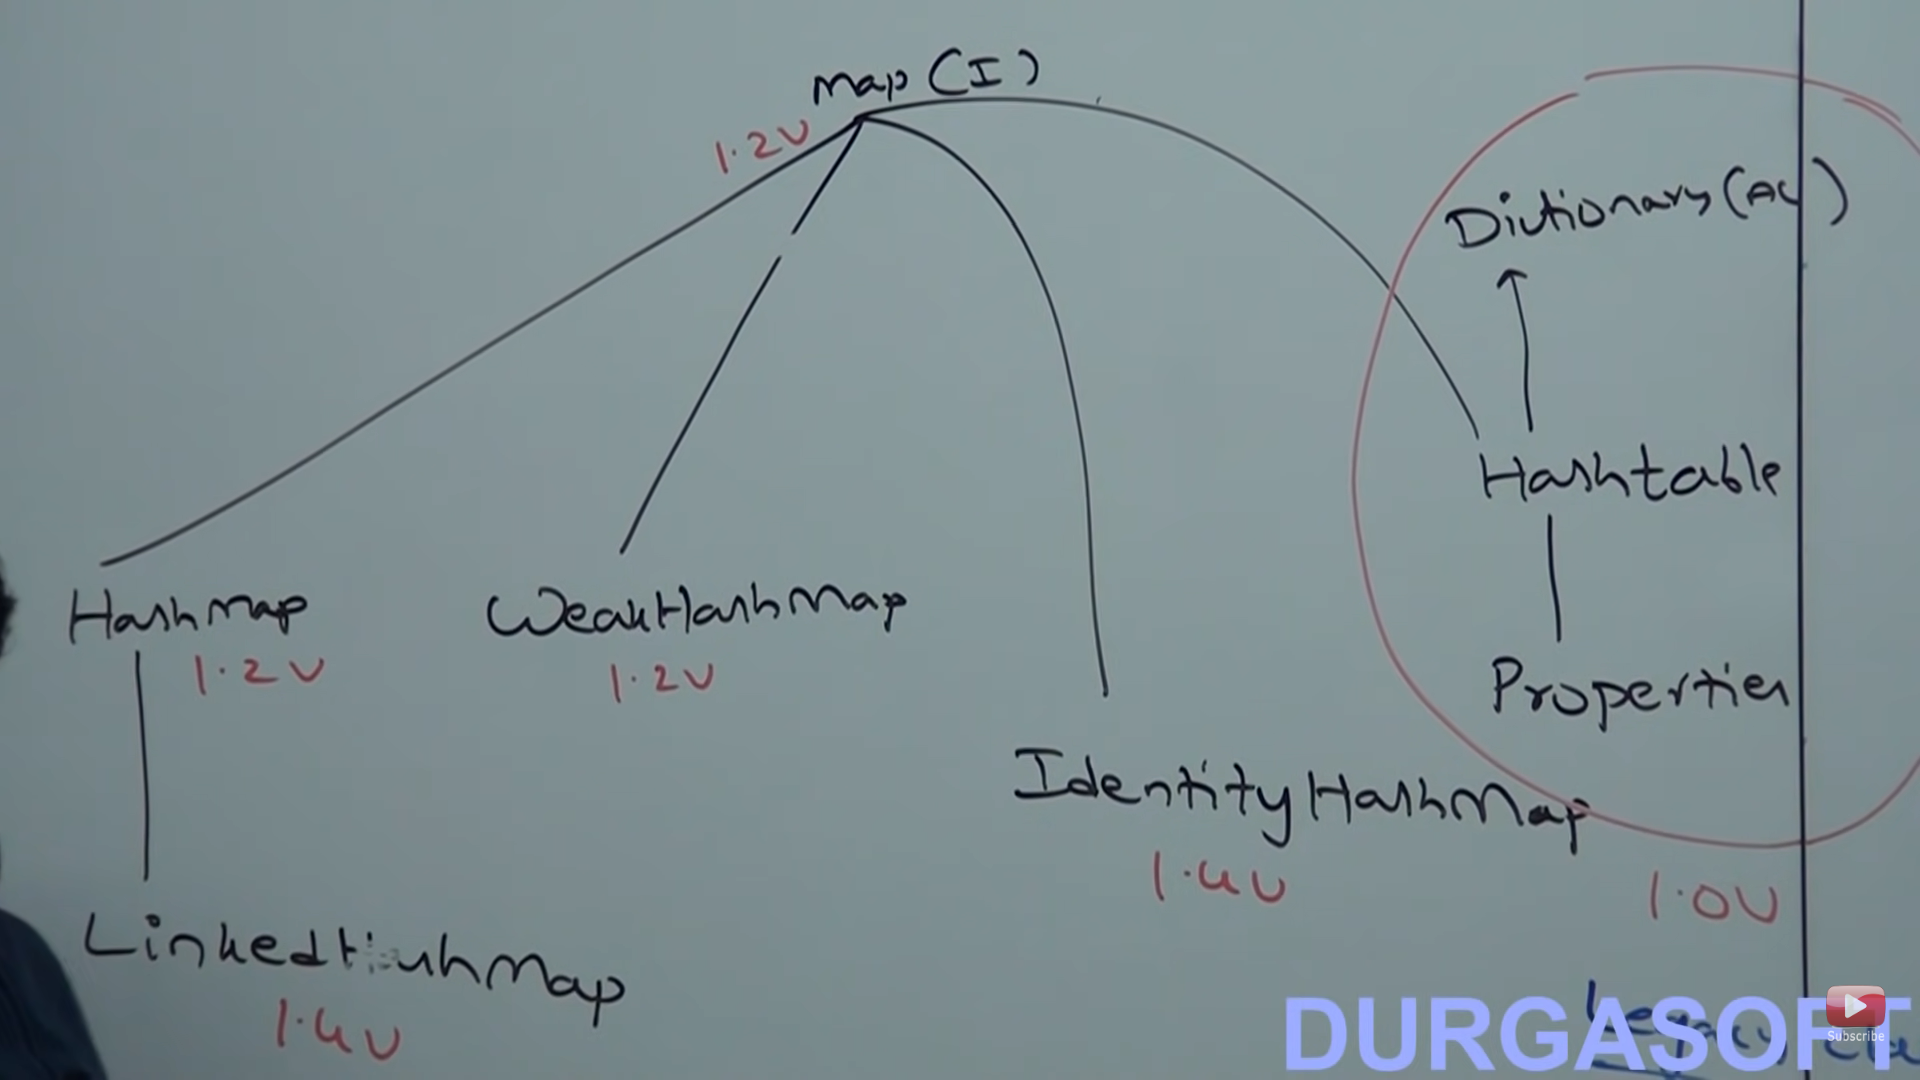 Map (I)
1.2V
Dictionary (AC)
Hashtable
Properties
HashMap
1.2V
WeakHashMap
1.2V
IdentityHashMap
1.4V
1.0V
LinkedHashMap
1.4V
Legacy
DURGASOFT
Subscribe